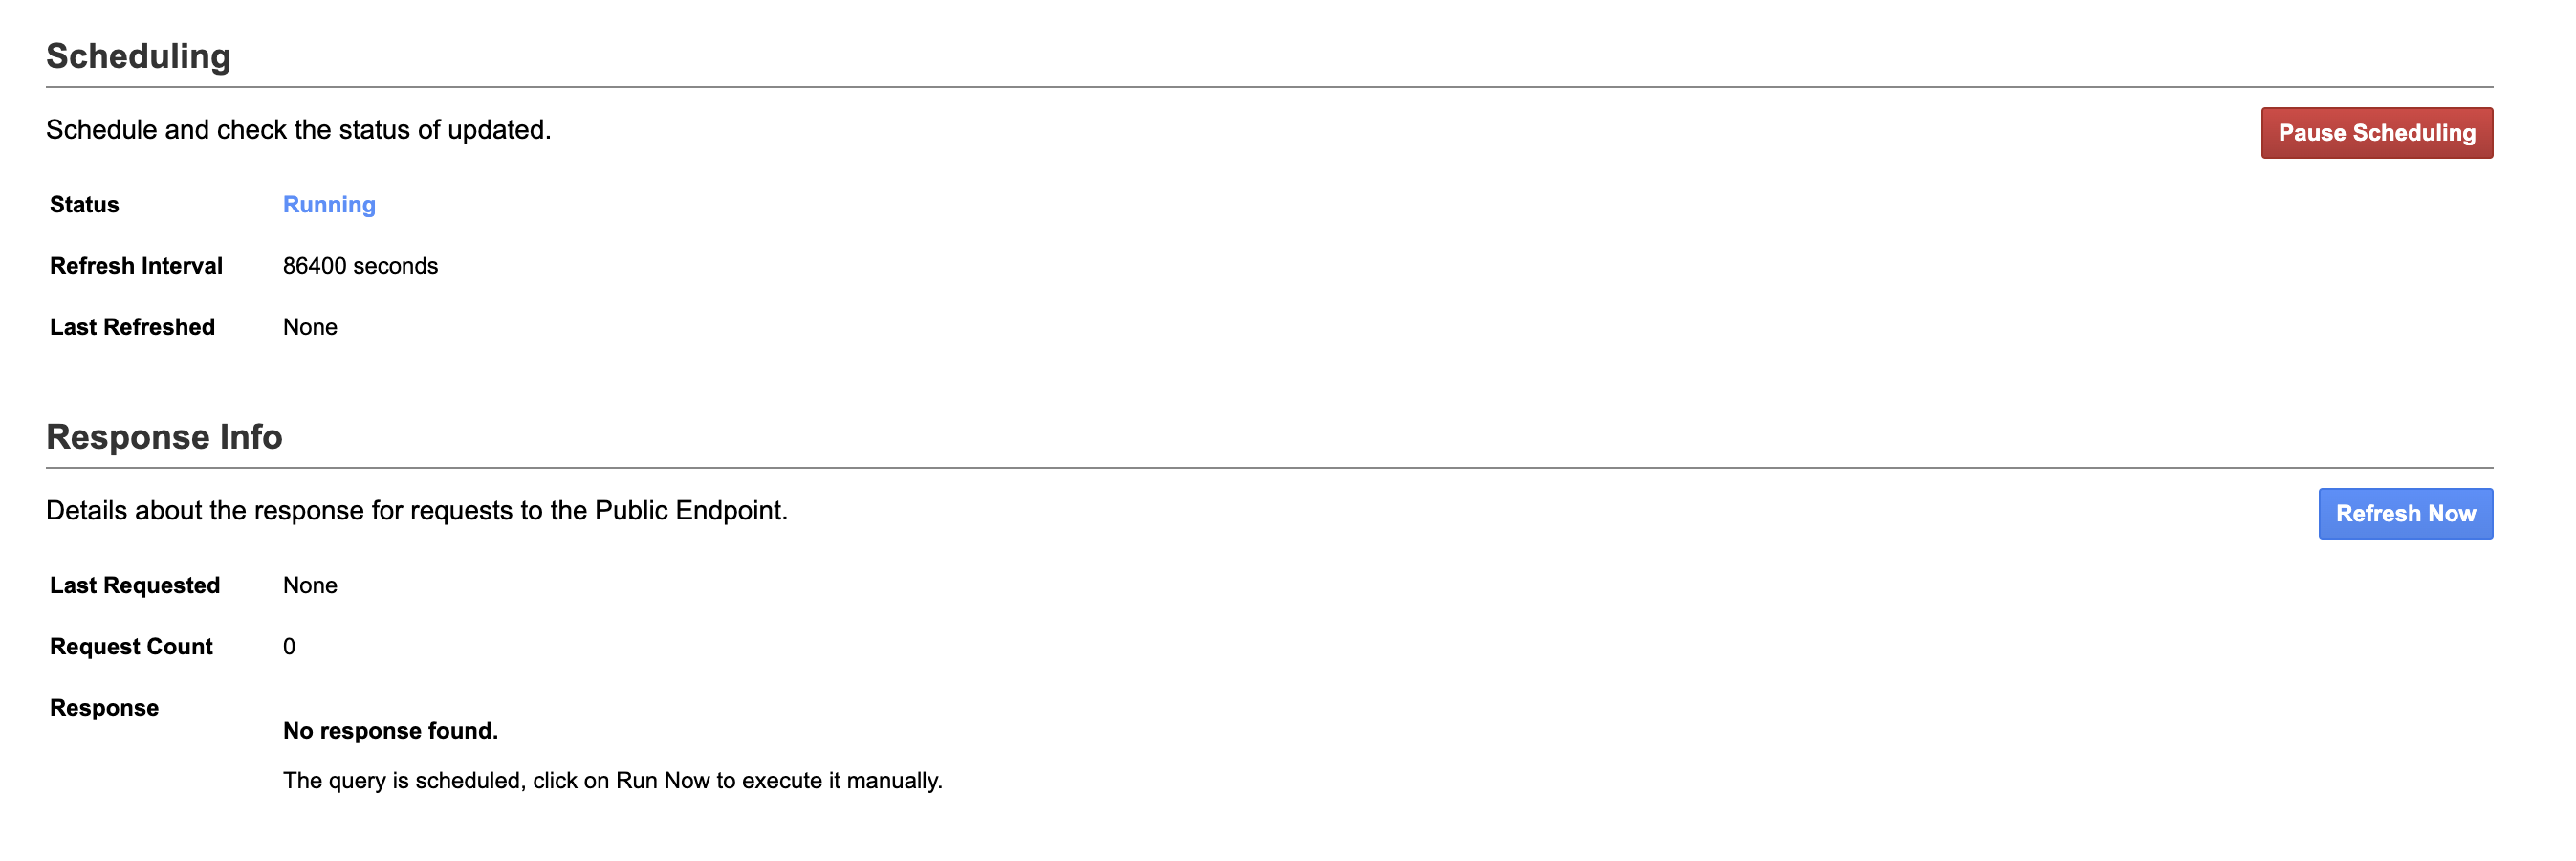 Scheduling
Schedule and check the status of updated.
Pause Scheduling
Status Running
Refresh Interval 86400 seconds
Last Refreshed None
Response Info
Details about the response for requests to the Public Endpoint.
Refresh Now
Last Requested None
Request Count 0
Response
No response found.
The query is scheduled, click on Run Now to execute it manually.